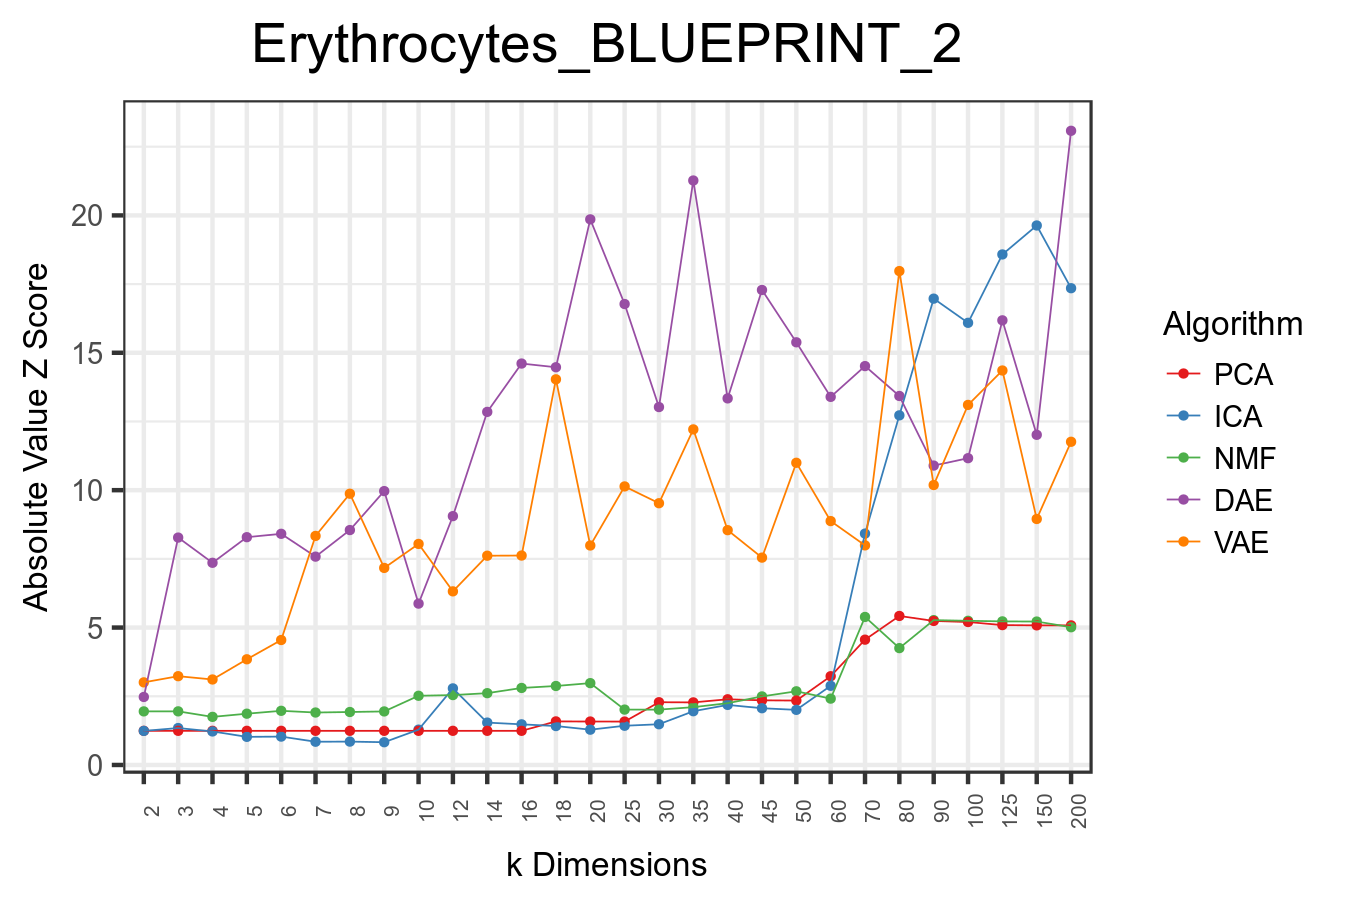 Erythrocytes_BLUEPRINT_2
Absolute Value Z Score
20
15
10
5
0
2 3 4 5 6 7 8 9 10 12 14 16 18 20 25 30 35 40 45 50 60 70 80 90 100 125 150 200
k Dimensions
Algorithm
PCA
ICA
NMF
DAE
VAE